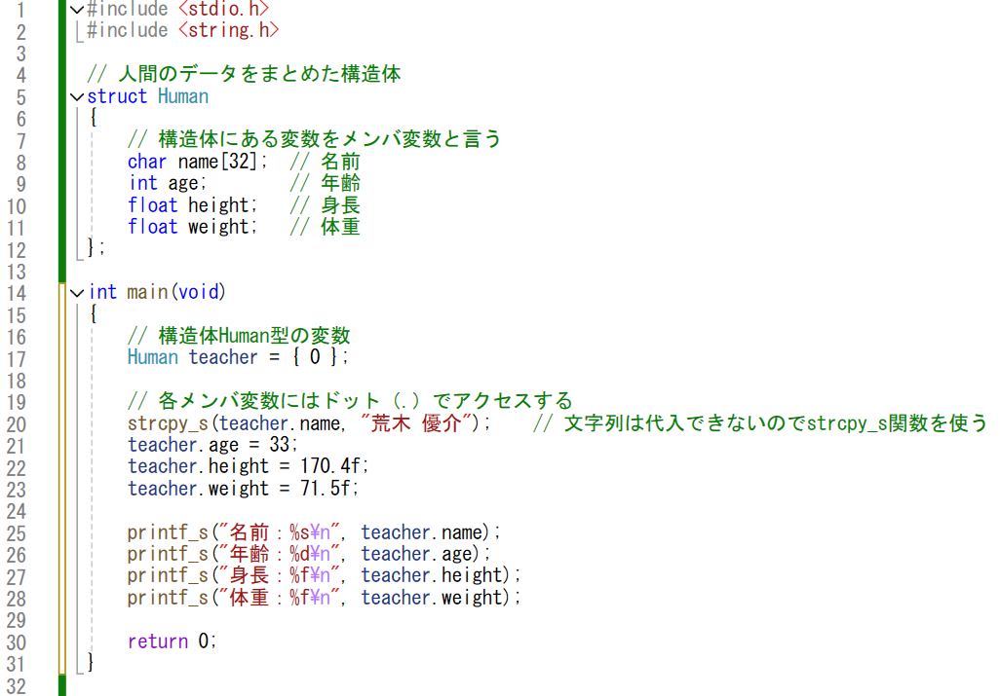 1 #include <stdio.h>
2 #include <string.h>
3
4 // 人間のデータをまとめた構造体
5 struct Human
6 {
7 // 構造体にある変数をメンバ変数と言う
8 char name[32]; // 名前
9 int age; // 年齢
10 float height; // 身長
11 float weight; // 体重
12 };
13
14 int main(void)
15 {
16 // 構造体Human型の変数
17 Human teacher = { 0 };
18
19 // 各メンバ変数にはドット（.）でアクセスする
20 strcpy_s(teacher.name, "荒木 優介"); // 文字列は代入できないのでstrcpy_s関数を使う
21 teacher.age = 33;
22 teacher.height = 170.4f;
23 teacher.weight = 71.5f;
24
25 printf_s("名前：%s¥n", teacher.name);
26 printf_s("年齢：%d¥n", teacher.age);
27 printf_s("身長：%f¥n", teacher.height);
28 printf_s("体重：%f¥n", teacher.weight);
29
30 return 0;
31 }
32